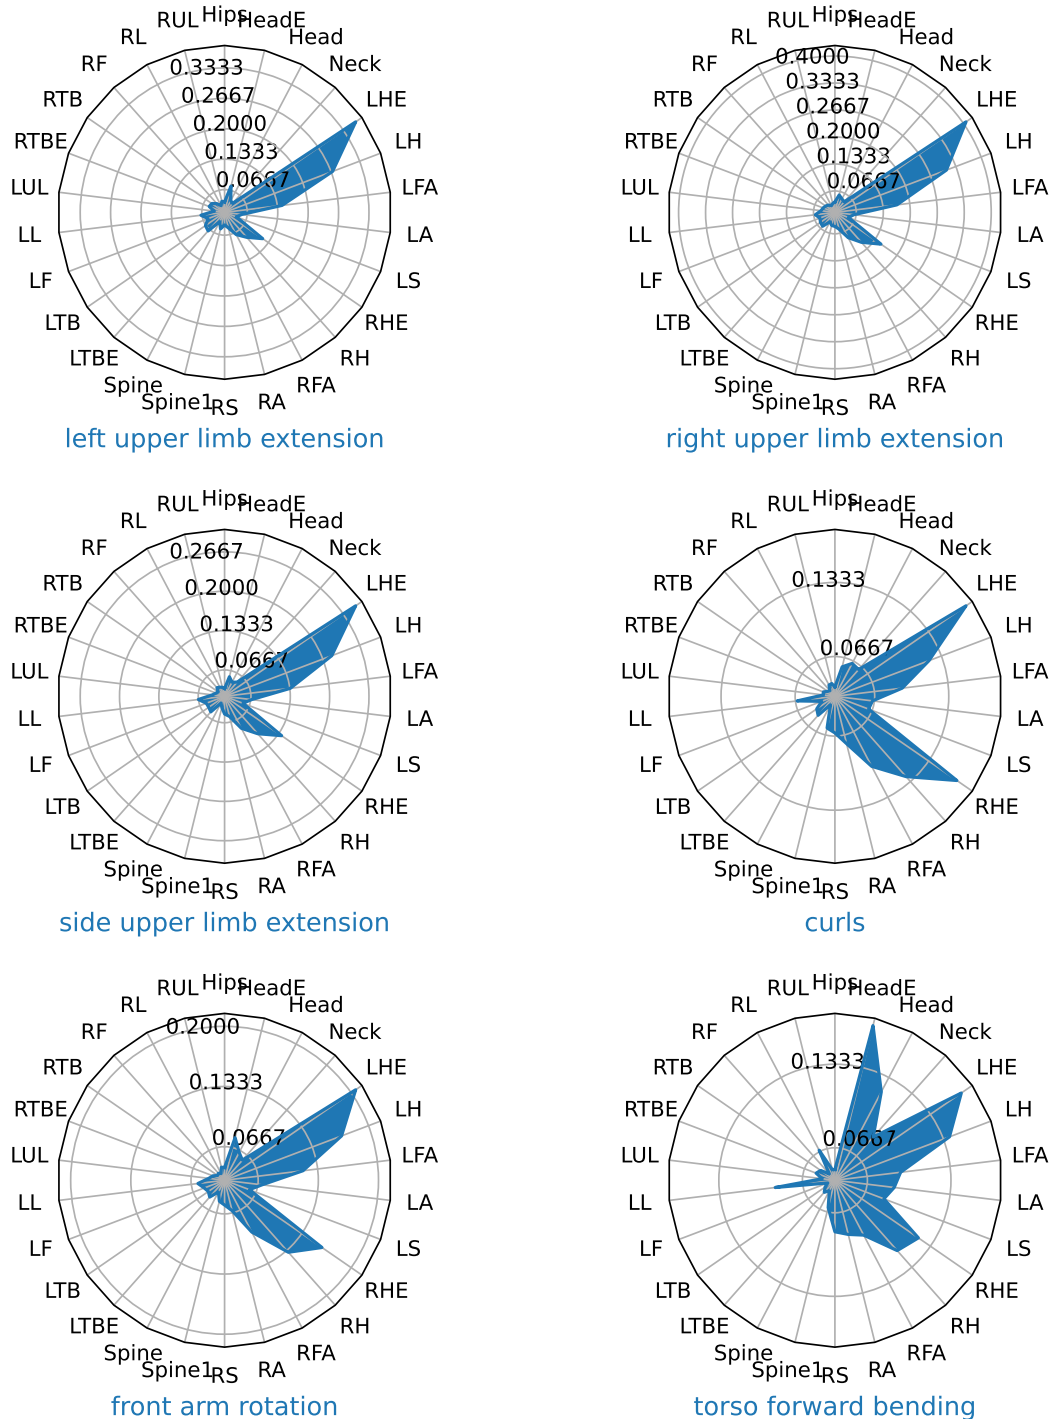 RUL Hips HeadE
RL Head
RF Neck
RTB LHE
RTBE LH
LUL LFA
LL LA
LF LS
LTB RHE
LTBE RH
Spine RFA
Spine1 RS RA
0.3333
0.2667
0.2000
0.1333
0.0667
left upper limb extension
RUL Hips HeadE
RL Head
RF Neck
RTB LHE
RTBE LH
LUL LFA
LL LA
LF LS
LTB RHE
LTBE RH
Spine RFA
Spine1 RS RA
0.4000
0.3333
0.2667
0.2000
0.1333
0.0667
right upper limb extension
RUL Hips HeadE
RL Head
RF Neck
RTB LHE
RTBE LH
LUL LFA
LL LA
LF LS
LTB RHE
LTBE RH
Spine RFA
Spine1 RS RA
0.2667
0.2000
0.1333
0.0667
side upper limb extension
RUL Hips HeadE
RL Head
RF Neck
RTB LHE
RTBE LH
LUL LFA
LL LA
LF LS
LTB RHE
LTBE RH
Spine RFA
Spine1 RS RA
0.1333
0.0667
curls
RUL Hips HeadE
RL Head
RF Neck
RTB LHE
RTBE LH
LUL LFA
LL LA
LF LS
LTB RHE
LTBE RH
Spine RFA
Spine1 RS RA
0.2000
0.1333
0.0667
front arm rotation
RUL Hips HeadE
RL Head
RF Neck
RTB LHE
RTBE LH
LUL LFA
LL LA
LF LS
LTB RHE
LTBE RH
Spine RFA
Spine1 RS RA
0.1333
0.0667
torso forward bending